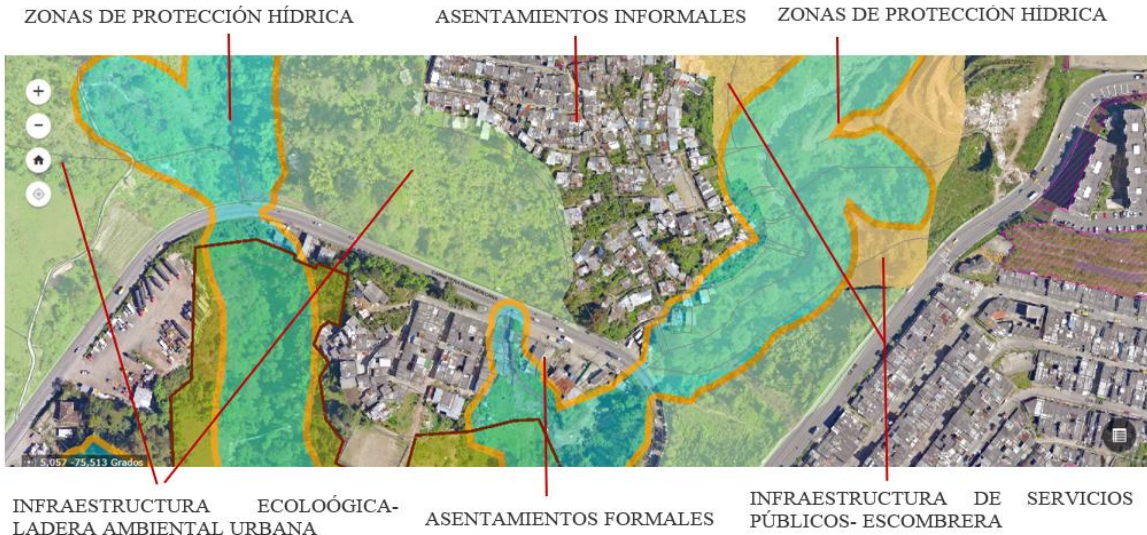 ZONAS DE PROTECCIÓN HÍDRICA
ASENTAMIENTOS INFORMALES
ZONAS DE PROTECCIÓN HÍDRICA
5,057 -75,513 Grados
INFRAESTRUCTURA ECOLOÓGICA-
LADERA AMBIENTAL URBANA
ASENTAMIENTOS FORMALES
INFRAESTRUCTURA DE SERVICIOS
PÚBLICOS- ESCOMBRERA